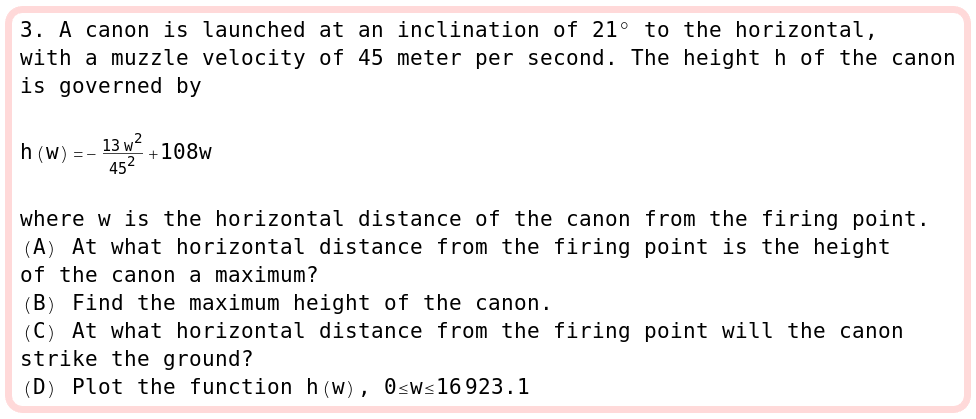 3. A canon is launched at an inclination of 21° to the horizontal,
with a muzzle velocity of 45 meter per second. The height h of the canon
is governed by
h(w)=-\frac{13w^2}{45^2}+108w
where w is the horizontal distance of the canon from the firing point.
(A) At what horizontal distance from the firing point is the height
of the canon a maximum?
(B) Find the maximum height of the canon.
(C) At what horizontal distance from the firing point will the canon
strike the ground?
(D) Plot the function h(w), 0≤w≤16923.1